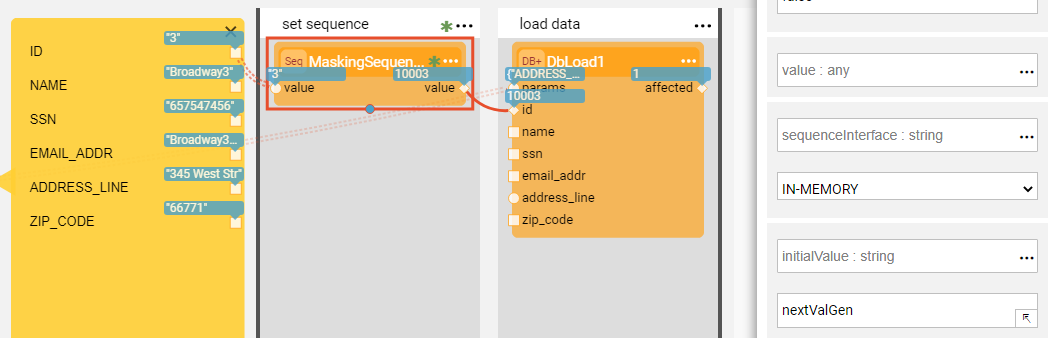 ID
"3"
NAME
"Broadway3"
SSN
"657547456"
EMAIL_ADDR
"Broadway3...
ADDRESS_LINE
"345 West Str"
ZIP_CODE
"66771"
set sequence
Seq MaskingSequen...
"3" 10003
value value
load data
DB+ DbLoad1
{"ADDRESS_... 1
params affected
10003
id
name
ssn
email_addr
address_line
zip_code
value : any
sequenceInterface : string
IN-MEMORY
initialValue : string
nextValGen